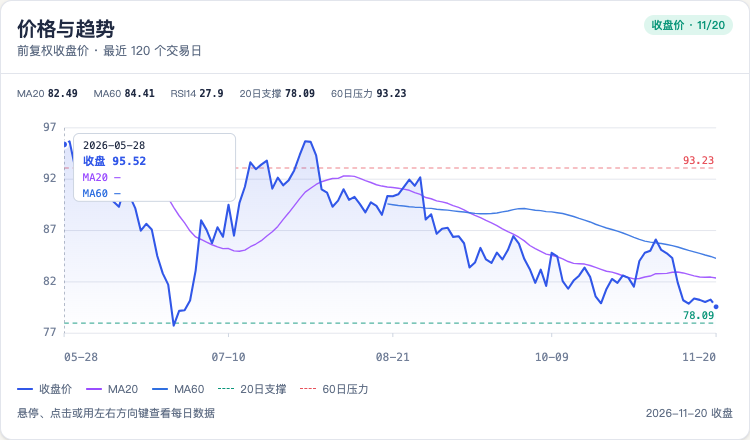 价格与趋势
收盘价 · 11/20
前复权收盘价 · 最近 120 个交易日
MA20 82.49 MA60 84.41 RSI14 27.9 20日支撑 78.09 60日压力 93.23
97
2026-05-28
收盘 95.52
MA20 —
MA60 —
93.23
92
87
82
78.09
77
05-28 07-10 08-21 10-09 11-20
收盘价 MA20 MA60 20日支撑 60日压力
悬停、点击或用左右方向键查看每日数据
2026-11-20 收盘